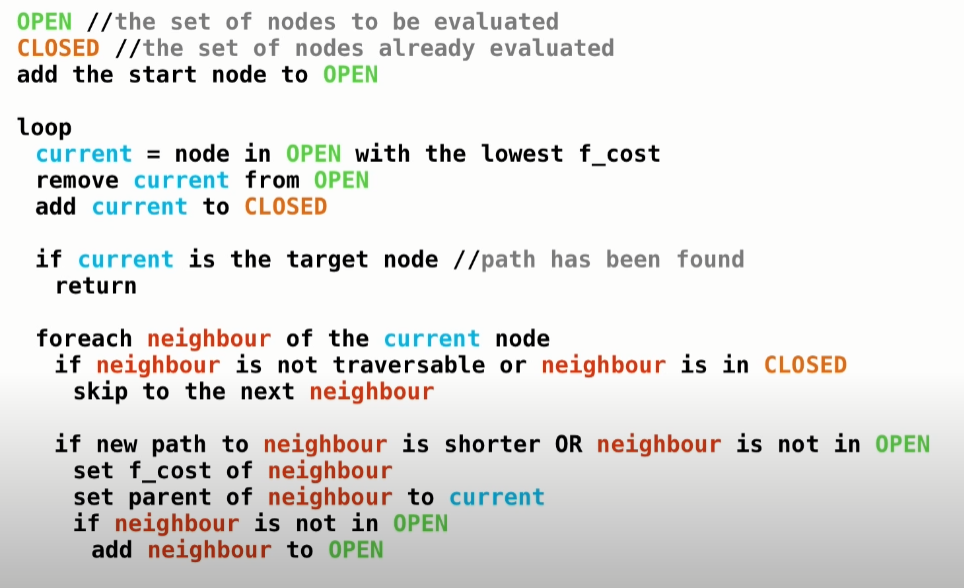 OPEN //the set of nodes to be evaluated
CLOSED //the set of nodes already evaluated
add the start node to OPEN

loop
  current = node in OPEN with the lowest f_cost
  remove current from OPEN
  add current to CLOSED

  if current is the target node //path has been found
    return

  foreach neighbour of the current node
    if neighbour is not traversable or neighbour is in CLOSED
      skip to the next neighbour

    if new path to neighbour is shorter OR neighbour is not in OPEN
      set f_cost of neighbour
      set parent of neighbour to current
      if neighbour is not in OPEN
        add neighbour to OPEN